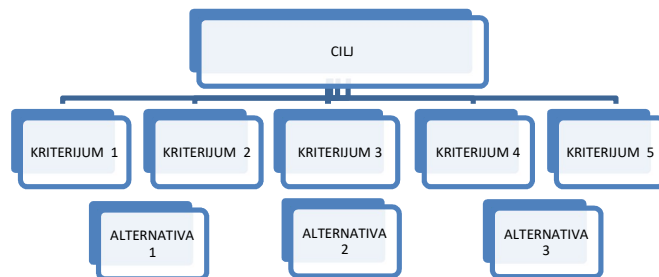 CILJ
KRITERIJUM 1
KRITERIJUM 2
KRITERIJUM 3
KRITERIJUM 4
KRITERIJUM 5
ALTERNATIVA
1
ALTERNATIVA
2
ALTERNATIVA
3